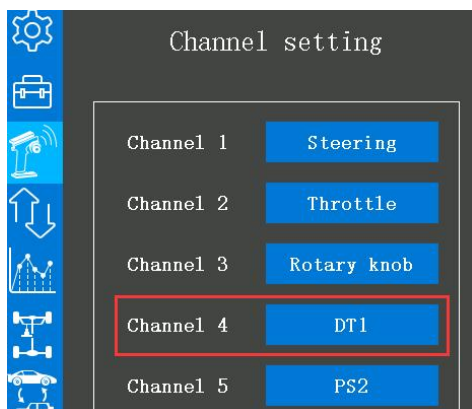 Channel setting
Channel 1 Steering
Channel 2 Throttle
Channel 3 Rotary knob
Channel 4 DT1
Channel 5 PS2